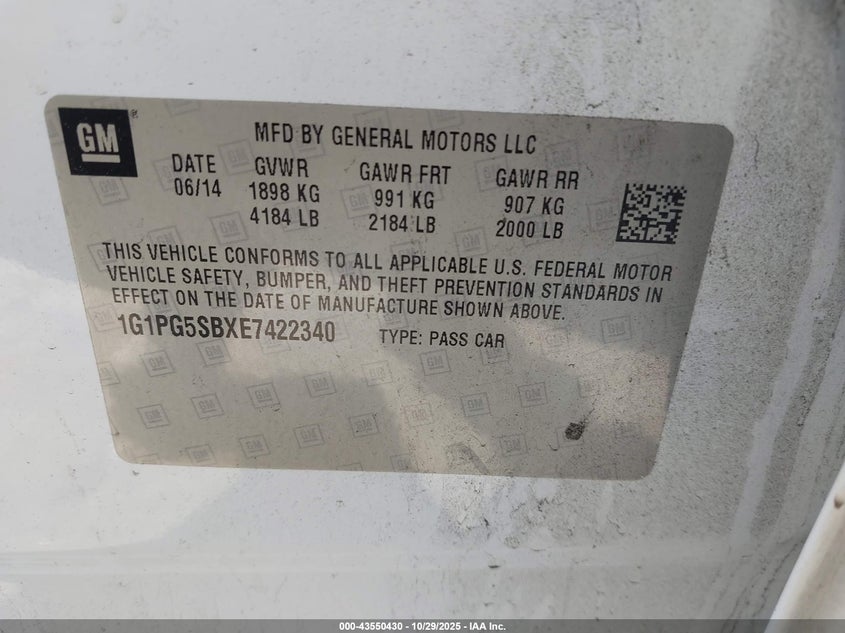 GM
®
MFD BY GENERAL MOTORS LLC
DATE GVWR GAWR FRT GAWR RR
06/14 1898 KG 991 KG 907 KG
4184 LB 2184 LB 2000 LB
THIS VEHICLE CONFORMS TO ALL APPLICABLE U.S. FEDERAL MOTOR
VEHICLE SAFETY, BUMPER, AND THEFT PREVENTION STANDARDS IN
EFFECT ON THE DATE OF MANUFACTURE SHOWN ABOVE.
1G1PG5SBXE7422340 TYPE: PASS CAR
000-43550430 - 10/29/2025 - IAA Inc.